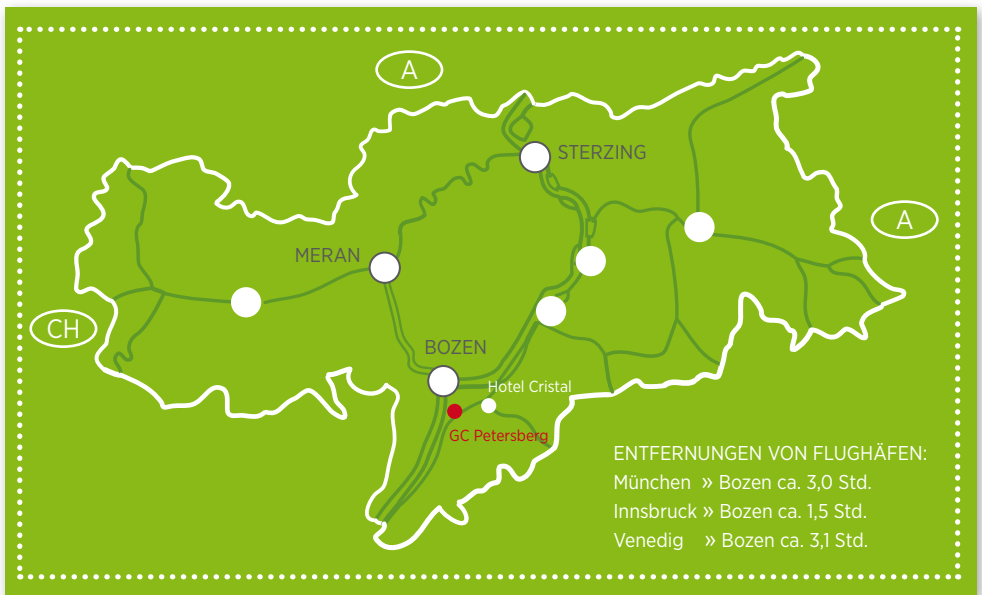 A
STERZING
A
MERAN
CH
BOZEN
Hotel Cristal
GC Petersberg
ENTFERNUNGEN VON FLUGHÄFEN:
München » Bozen ca. 3,0 Std.
Innsbruck » Bozen ca. 1,5 Std.
Venedig » Bozen ca. 3,1 Std.